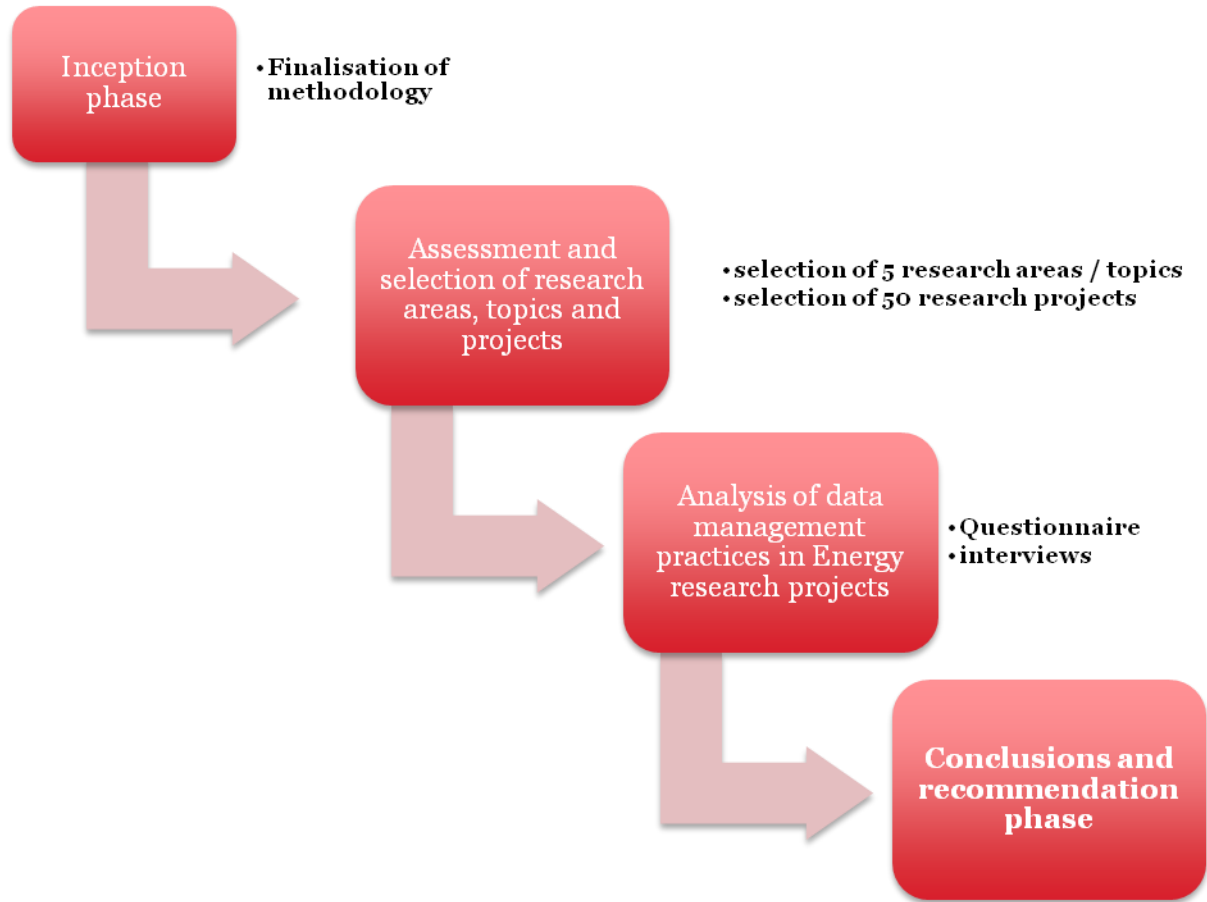 Inception
phase
•Finalisation of
methodology
Assessment and
selection of research
areas, topics and
projects
•selection of 5 research areas / topics
•selection of 50 research projects
Analysis of data
management
practices in Energy
research projects
•Questionnaire
•interviews
Conclusions and
recommendation
phase